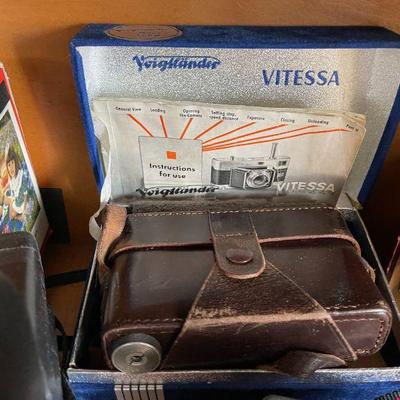 Voigtländer VITESSA
General View Loading Opening the Camera Setting stop, speed distance Exposure Closing Unloading
Instructions
for use
Voigtländer VITESSA